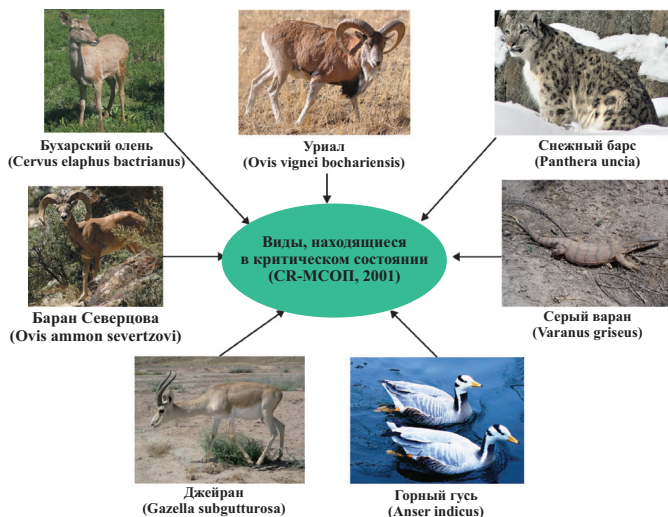 Бухарский олень
(Cervus elaphus bactrianus)
Уриал
(Ovis vignei bochariensis)
Снежный барс
(Panthera uncia)
Баран Северцова
(Ovis ammon severtzovi)
Виды, находящиеся
в критическом состоянии
(CR-МСОП, 2001)
Серый варан
(Varanus griseus)
Джейран
(Gazella subgutturosa)
Горный гусь
(Anser indicus)